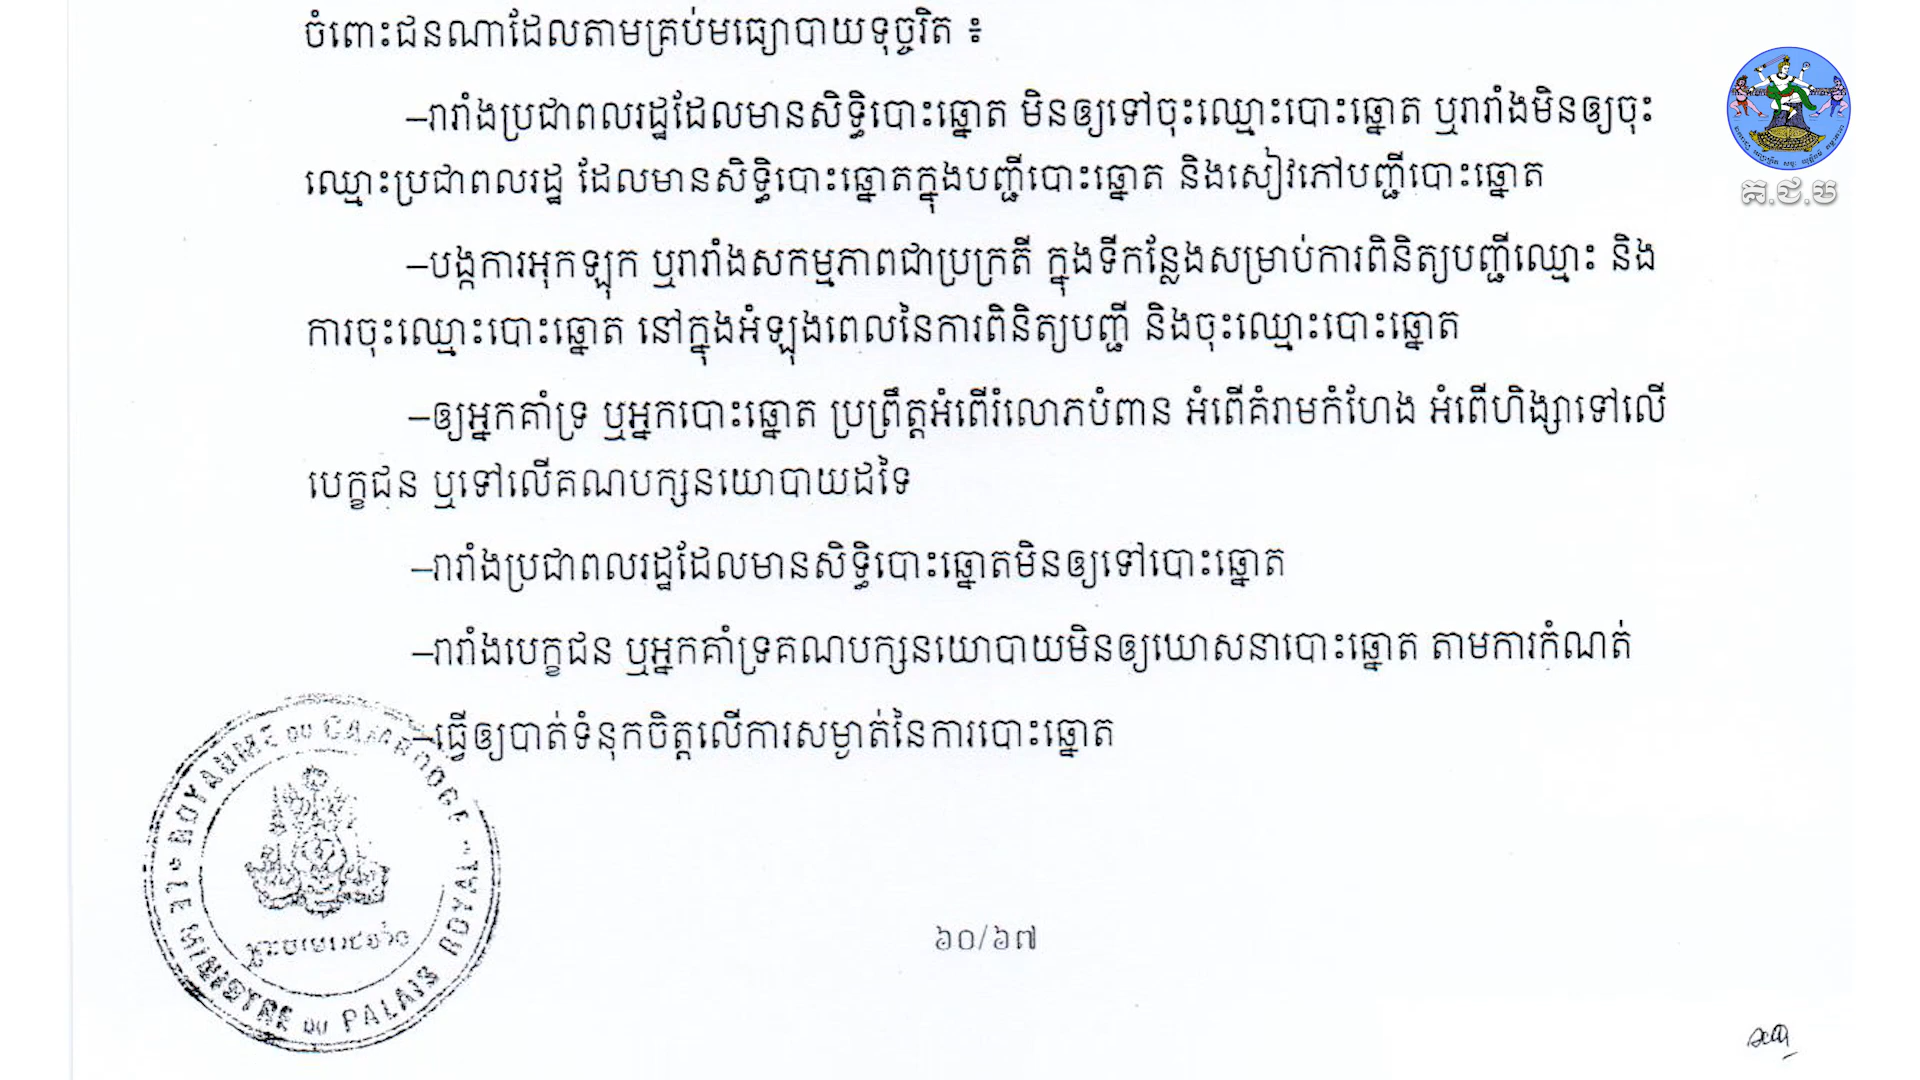 ចំពោះជនណាដែលតាមគ្រប់មធ្យោបាយទុច្ចរិត ៖
–រារាំងប្រជាពលរដ្ឋដែលមានសិទ្ធិបោះឆ្នោត មិនឲ្យទៅចុះឈ្មោះបោះឆ្នោត ឬរារាំងមិនឲ្យចុះ
ឈ្មោះប្រជាពលរដ្ឋ ដែលមានសិទ្ធិបោះឆ្នោតក្នុងបញ្ជីបោះឆ្នោត និងសៀវភៅបញ្ជីបោះឆ្នោត
–បង្កការអុកឡុក ឬរារាំងសកម្មភាពជាប្រក្រតី ក្នុងទីកន្លែងសម្រាប់ការពិនិត្យបញ្ជីឈ្មោះ និង
ការចុះឈ្មោះបោះឆ្នោត នៅក្នុងអំឡុងពេលនៃការពិនិត្យបញ្ជី និងចុះឈ្មោះបោះឆ្នោត
–ឲ្យអ្នកគាំទ្រ ឬអ្នកបោះឆ្នោត ប្រព្រឹត្តអំពើរំលោភបំពាន អំពើគំរាមកំហែង អំពើហិង្សាទៅលើ
បេក្ខជន ឬទៅលើគណបក្សនយោបាយដទៃ
–រារាំងប្រជាពលរដ្ឋដែលមានសិទ្ធិបោះឆ្នោតមិនឲ្យទៅបោះឆ្នោត
–រារាំងបេក្ខជន ឬអ្នកគាំទ្រគណបក្សនយោបាយមិនឲ្យឃោសនាបោះឆ្នោត តាមការកំណត់
–ធ្វើឲ្យបាត់ទំនុកចិត្តលើការសម្ងាត់នៃការបោះឆ្នោត
ROYAUME DU CAMBODGE
LE MINISTRE DU PALAIS ROYAL
៦០/៦៧
គ.ជ.ប